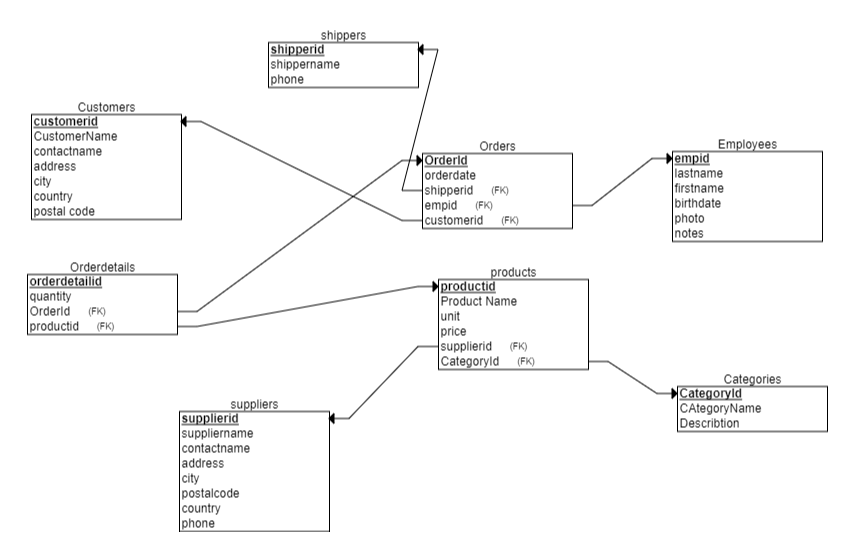 shippers
shipperid
shippername
phone
Customers
customerid
CustomerName
contactname
address
city
country
postal code
Orders
OrderId
orderdate
shipperid (FK)
empid (FK)
customerid (FK)
Employees
empid
lastname
firstname
birthdate
photo
notes
Orderdetails
orderdetailid
quantity
OrderId (FK)
productid (FK)
products
productid
Product Name
unit
price
supplierid (FK)
CategoryId (FK)
Categories
CategoryId
CAtegoryName
Describtion
suppliers
supplierid
suppliername
contactname
address
city
postalcode
country
phone